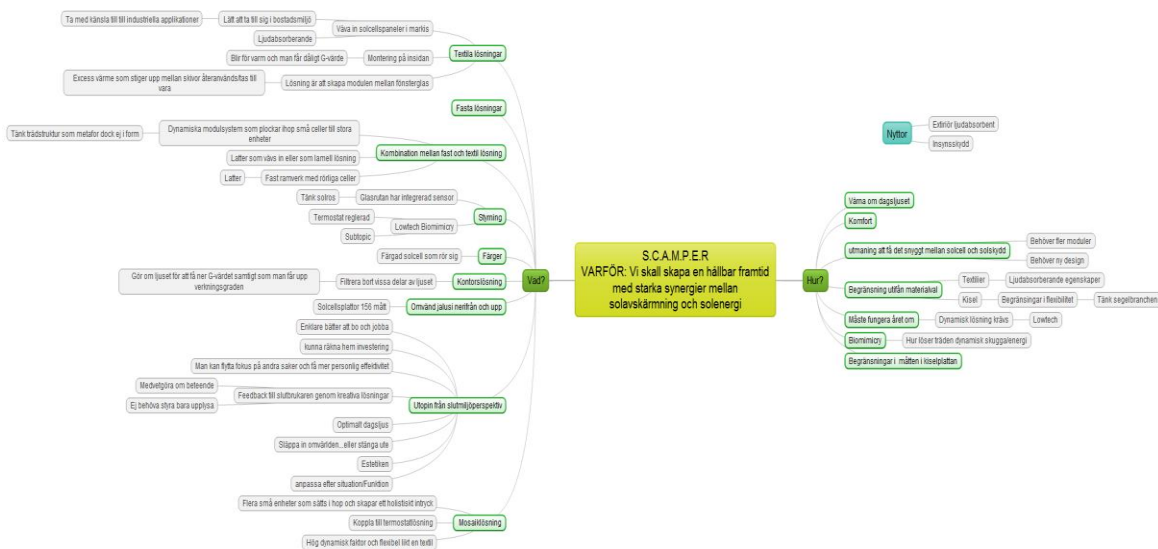 Ta med känsla till till industriella applikationer
Lätt att ta till sig i bostadsmiljö
Väva in solcellspaneler i markis
Ljudabsorberande
Blir för varm och man får dåligt G-värde
Montering på insidan
Textila lösningar
Excess värme som stiger upp mellan skivor återanvänds/tas till
vara
Lösning är att skapa modulen mellan fönsterglas
Fasta lösningar
Tänk trädstruktur som metafor dock ej i form
Dynamiska modulsystem som plockar ihop små celler till stora
enheter
Kombination mellan fast och textil lösning
Latter som vävs in eller som lamell lösning
Latter
Fast ramverk med rörliga celler
Tänk solros
Glasrutan har integrerad sensor
Styrning
Termostat reglerad
Lowtech Biomimicry
Subtopic
Färgad solcell som rör sig
Färger
Gör om ljuset för att få ner G-värdet samtigt som man får upp
verkningsgraden
Filtrera bort vissa delar av ljuset
Kontorslösning
Solcellsplattor 156 mått
Omvänd jalusi nerifrån och upp
Enklare bätter att bo och jobba
kunna räkna hem investering
Man kan flytta fokus på andra saker och få mer personlig effektivitet
Medvetgöra om beteende
Feedback till slutbrukaren genom kreativa lösningar
Ej behöva styra bara upplysa
Utopin från slutmiljöperspektiv
Optimalt dagsljus
Släppa in omvärlden...eller stänga ute
Estetiken
anpassa efter situation/Funktion
Flera små enheter som sätts i hop och skapar ett holistiskt intryck
Koppla till termostatlösning
Mosaiklösning
Hög dynamisk faktor och flexibel likt en textil
Vad?
S.C.A.M.P.E.R
VARFÖR: Vi skall skapa en hållbar framtid
med starka synergier mellan
solavskärmning och solenergi
Nyttor
Extiriör ljudabsorbent
Insynsskydd
Hur?
Värna om dagsljuset
Komfort
utmaning att få det snyggt mellan solcell och solskydd
Behöver fler moduler
Behöver ny design
Begränsning utifån materialval
Textilier
Ljudabsorberande egenskaper
Kisel
Begränsingar i flexibilitet
Tänk segelbranchen
Måste fungera året om
Dynamisk lösning krävs
Lowtech
Biomimicry
Hur löser träden dynamisk skugga/energi
Begränsningar i måtten i kiselplattan